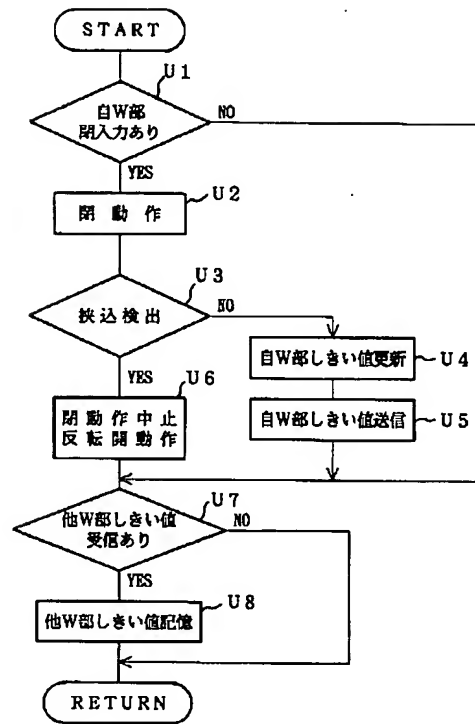 START
U1
自W部
閉入力あり
NO
YES
U2
閉動作
U3
挟込検出
NO
自W部しきい値更新
U4
YES
U6
閉動作中止
反転開動作
自W部しきい値送信
U5
U7
他W部しきい値
受信あり
NO
YES
U8
他W部しきい値記憶
RETURN